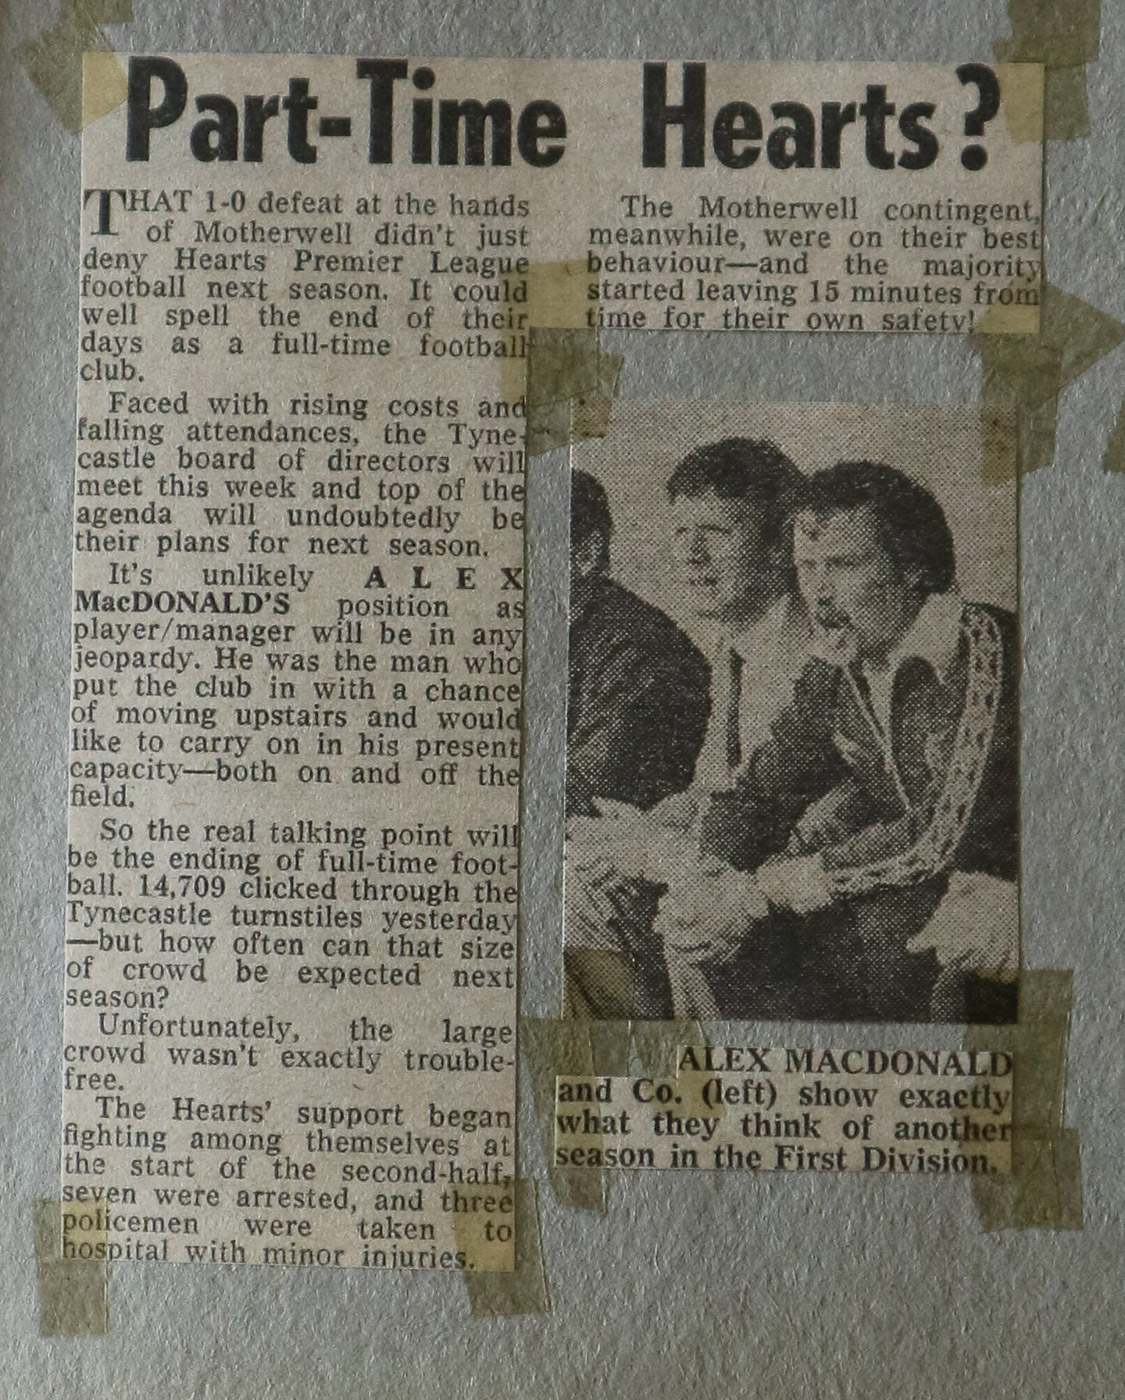 Part-Time Hearts?
THAT 1-0 defeat at the hands
of Motherwell didn't just
deny Hearts Premier League
football next season. It could
well spell the end of their
days as a full-time football
club.
Faced with rising costs and
falling attendances, the Tyne-
castle board of directors will
meet this week and top of the
agenda will undoubtedly be
their plans for next season.
It's unlikely ALEX
MacDONALD'S position as
player/manager will be in any
jeopardy. He was the man who
put the club in with a chance
of moving upstairs and would
like to carry on in his present
capacity—both on and off the
field.
So the real talking point will
be the ending of full-time foot-
ball. 14,709 clicked through the
Tynecastle turnstiles yesterday
—but how often can that size
of crowd be expected next
season?
Unfortunately, the large
crowd wasn't exactly trouble-
free.
The Hearts' support began
fighting among themselves at
the start of the second-half,
seven were arrested, and three
policemen were taken to
hospital with minor injuries.
The Motherwell contingent,
meanwhile, were on their best
behaviour—and the majority
started leaving 15 minutes from
time for their own safety!
ALEX MACDONALD
and Co. (left) show exactly
what they think of another
season in the First Division.